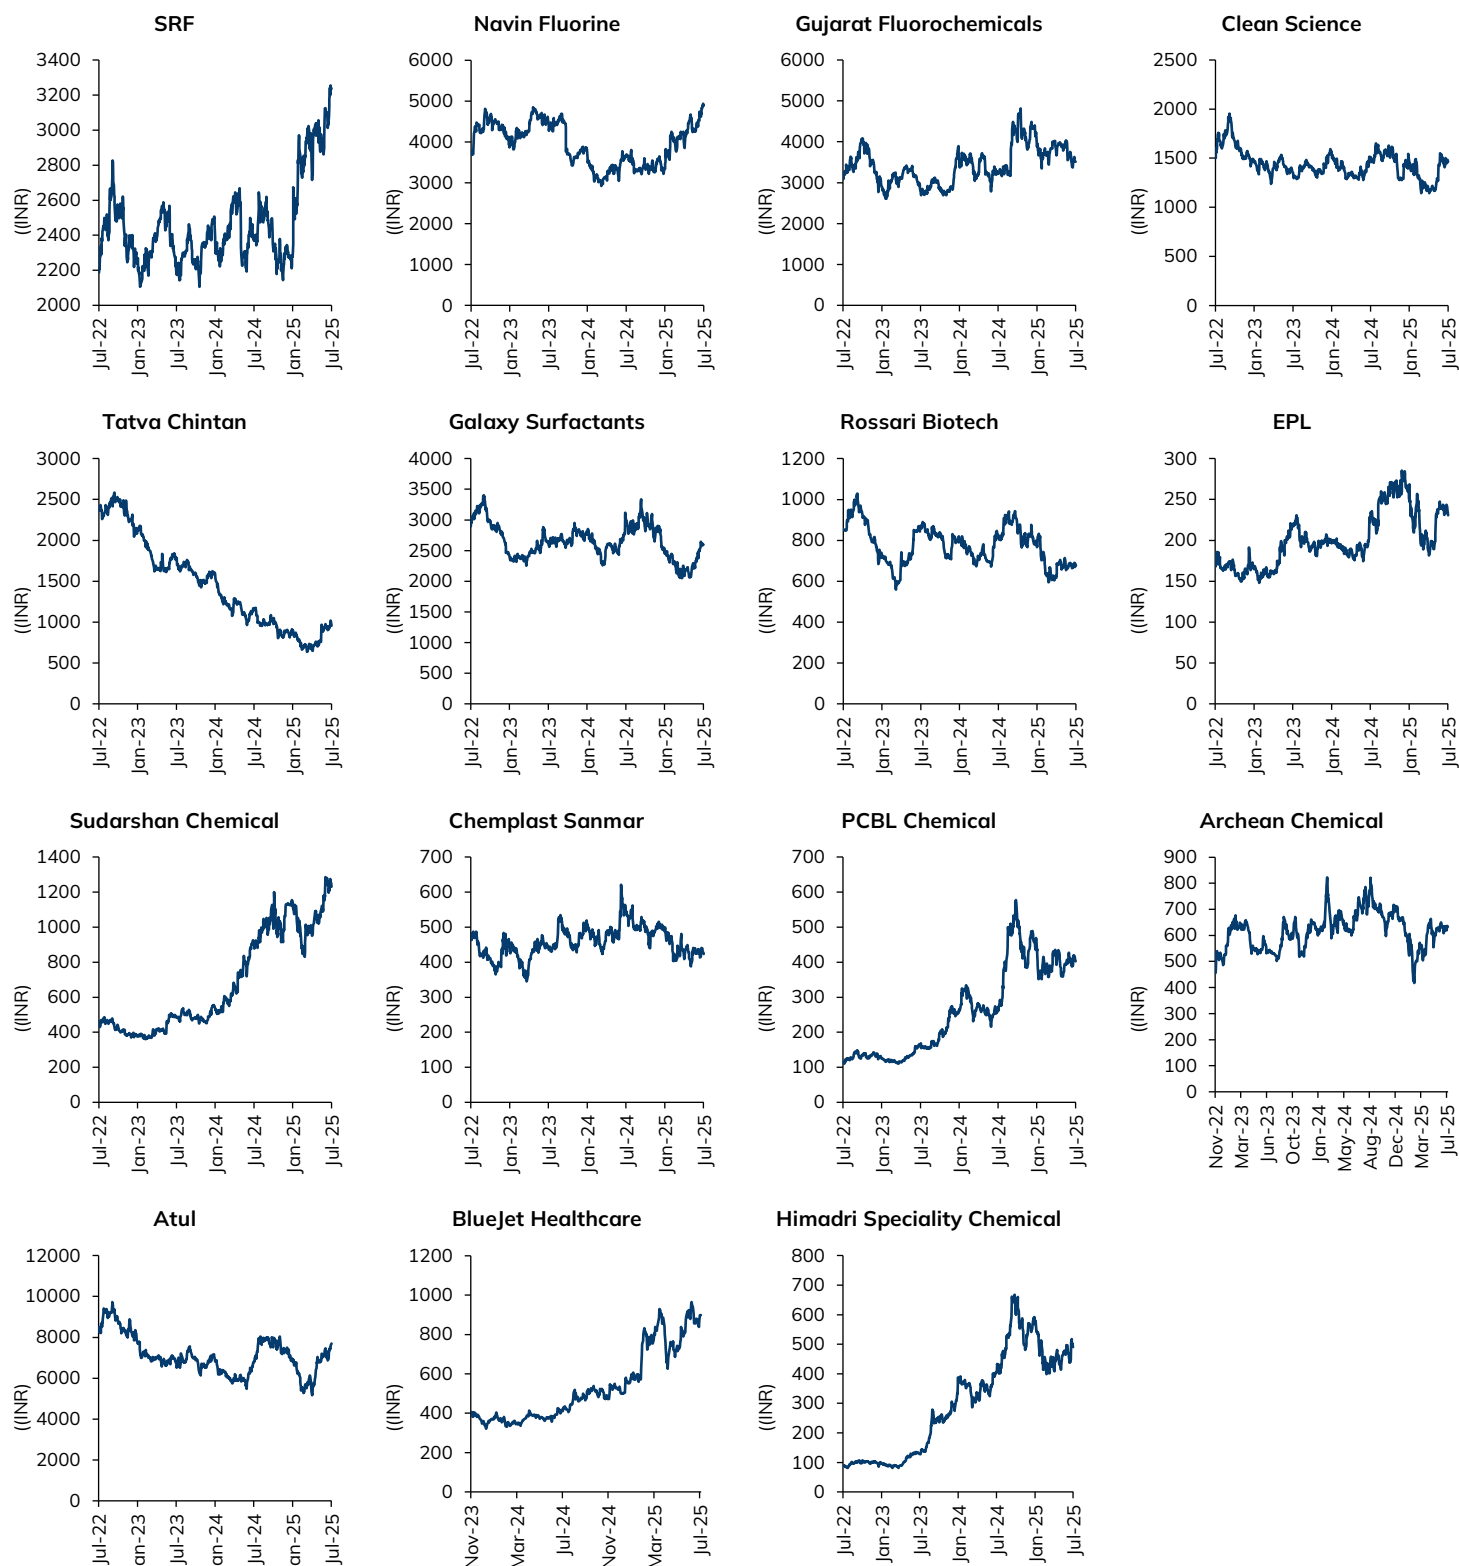 SRF
3400
3200
3000
2800
2600
2400
2200
2000
((INR)
Jul-22
Jan-23
Jul-23
Jan-24
Jul-24
Jan-25
Jul-25
Navin Fluorine
6000
5000
4000
3000
2000
1000
0
((INR)
Jul-22
Jan-23
Jul-23
Jan-24
Jul-24
Jan-25
Jul-25
Gujarat Fluorochemicals
6000
5000
4000
3000
2000
1000
0
((INR)
Jul-22
Jan-23
Jul-23
Jan-24
Jul-24
Jan-25
Jul-25
Clean Science
2500
2000
1500
1000
500
0
((INR)
Jul-22
Jan-23
Jul-23
Jan-24
Jul-24
Jan-25
Jul-25
Tatva Chintan
3000
2500
2000
1500
1000
500
0
((INR)
Jul-22
Jan-23
Jul-23
Jan-24
Jul-24
Jan-25
Jul-25
Galaxy Surfactants
4000
3500
3000
2500
2000
1500
1000
500
0
((INR)
Jul-22
Jan-23
Jul-23
Jan-24
Jul-24
Jan-25
Jul-25
Rossari Biotech
1200
1000
800
600
400
200
0
((INR)
Jul-22
Jan-23
Jul-23
Jan-24
Jul-24
Jan-25
Jul-25
EPL
300
250
200
150
100
50
0
((INR)
Jul-22
Jan-23
Jul-23
Jan-24
Jul-24
Jan-25
Jul-25
Sudarshan Chemical
1400
1200
1000
800
600
400
200
0
((INR)
Jul-22
Jan-23
Jul-23
Jan-24
Jul-24
Jan-25
Jul-25
Chemplast Sanmar
700
600
500
400
300
200
100
0
((INR)
Jul-22
Jan-23
Jul-23
Jan-24
Jul-24
Jan-25
Jul-25
PCBL Chemical
700
600
500
400
300
200
100
0
((INR)
Jul-22
Jan-23
Jul-23
Jan-24
Jul-24
Jan-25
Jul-25
Archean Chemical
900
800
700
600
500
400
300
200
100
0
((INR)
Nov-22
Mar-23
Jun-23
Oct-23
Jan-24
May-24
Aug-24
Dec-24
Mar-25
Jul-25
Atul
12000
10000
8000
6000
4000
2000
0
((INR)
Jul-22
Jan-23
Jul-23
Jan-24
Jul-24
Jan-25
Jul-25
BlueJet Healthcare
1200
1000
800
600
400
200
0
((INR)
Nov-23
Mar-24
Jul-24
Nov-24
Mar-25
Jul-25
Himadri Speciality Chemical
800
700
600
500
400
300
200
100
0
((INR)
Jul-22
Jan-23
Jul-23
Jan-24
Jul-24
Jan-25
Jul-25